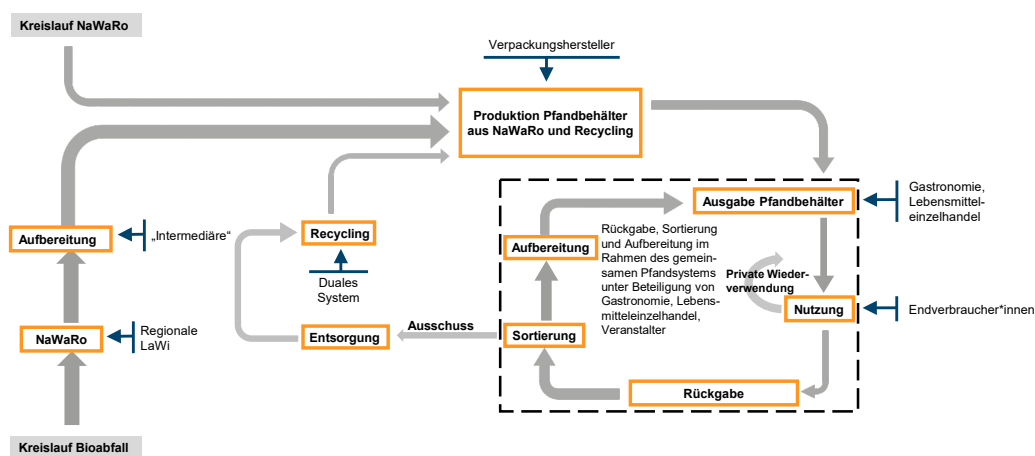 Kreislauf NaWaRo
Verpackungshersteller
Produktion Pfandbehälter
aus NaWaRo und Recycling
Ausgabe Pfandbehälter
Gastronomie,
Lebensmittel-
einzelhandel
Aufbereitung
„Intermediäre“
Recycling
Duales
System
Aufbereitung
Rückgabe, Sortierung
und Aufbereitung im
Rahmen des gemein-
samen Pfandsystems
unter Beteiligung von
Gastronomie, Lebens-
mitteleinzelhandel,
Veranstalter
Private Wieder-
verwendung
Nutzung
Endverbraucher*innen
NaWaRo
Regionale
LaWi
Entsorgung
Ausschuss
Sortierung
Rückgabe
Kreislauf Bioabfall